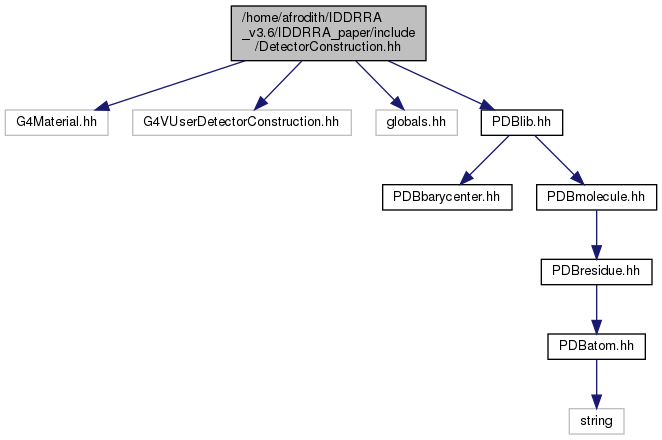 /home/afrodith/IDDRRA
_v3.6/IDDRRA_paper/include
/DetectorConstruction.hh
G4Material.hh
G4VUserDetectorConstruction.hh
globals.hh
PDBlib.hh
PDBbarycenter.hh
PDBmolecule.hh
PDBresidue.hh
PDBatom.hh
string